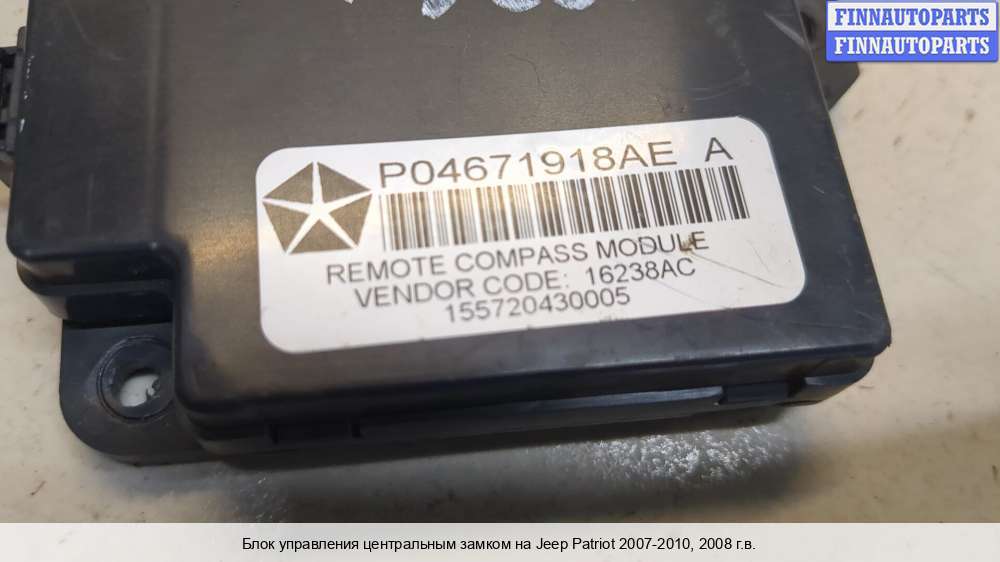 FINNAUTOPARTS
FINNAUTOPARTS
P04671918AE A
REMOTE COMPASS MODULE
VENDOR CODE: 16238AC
155720430005
Блок управления центральным замком на Jeep Patriot 2007-2010, 2008 г.в.